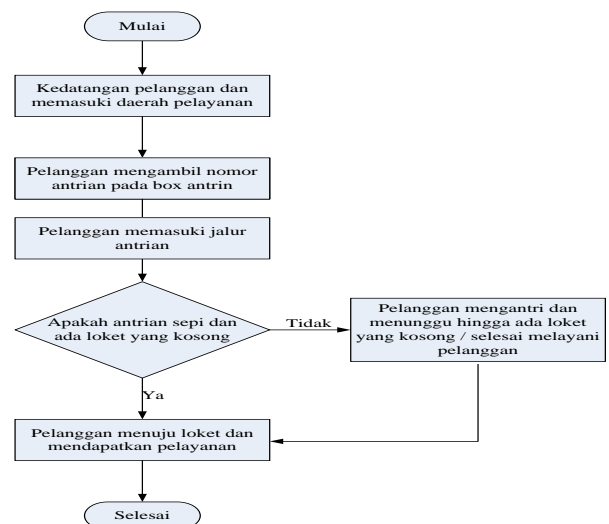 Mulai
Kedatangan pelanggan dan
memasuki daerah pelayanan
Pelanggan mengambil nomor
antrian pada box antrin
Pelanggan memasuki jalur
antrian
Apakah antrian sepi dan
ada loket yang kosong
Tidak
Pelanggan mengantri dan
menunggu hingga ada loket
yang kosong / selesai melayani
pelanggan
Ya
Pelanggan menuju loket dan
mendapatkan pelayanan
Selesai